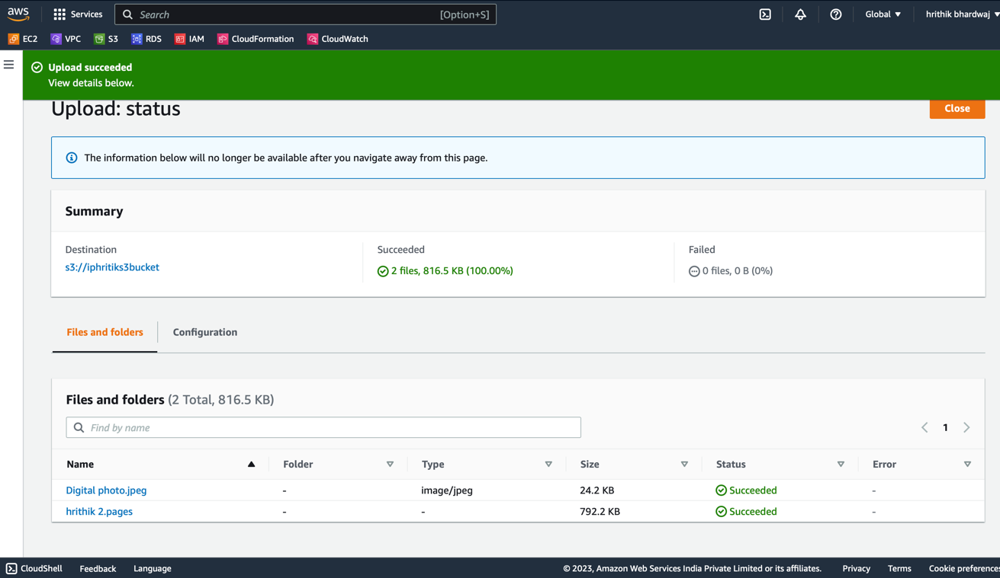 aws Services Search [Option+S] Global hrithik bhardwaj
EC2 VPC S3 RDS IAM CloudFormation CloudWatch
Upload succeeded
View details below.
Upload: status Close
The information below will no longer be available after you navigate away from this page.
Summary
Destination Succeeded Failed
s3://iphritiks3bucket 2 files, 816.5 KB (100.00%) 0 files, 0 B (0%)
Files and folders Configuration
Files and folders (2 Total, 816.5 KB)
Find by name 1
Name Folder Type Size Status Error
Digital photo.jpeg - image/jpeg 24.2 KB Succeeded -
hrithik 2.pages - - 792.2 KB Succeeded -
CloudShell Feedback Language © 2023, Amazon Web Services India Private Limited or its affiliates. Privacy Terms Cookie preferences